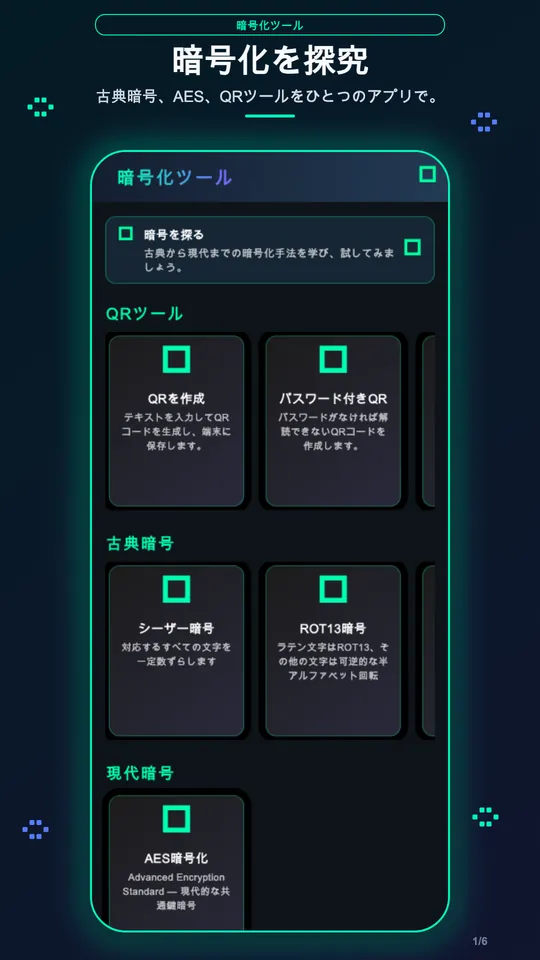 暗号化ツール
暗号化を探究
古典暗号、AES、QRツールをひとつのアプリで。
暗号化ツール
暗号を探る
古典から現代までの暗号化手法を学び、試してみま
しょう。
QRツール
QRを作成
テキストを入力してQR
コードを生成し、端末に
保存します。
パスワード付きQR
パスワードがなければ解
読できないQRコードを
作成します。
古典暗号
シーザー暗号
対応するすべての文字を
一定数ずらします
ROT13暗号
ラテン文字はROT13、そ
の他の文字は可逆的な半
アルファベット回転
現代暗号
AES暗号化
Advanced Encryption
Standard — 現代的な共
通鍵暗号
1/6